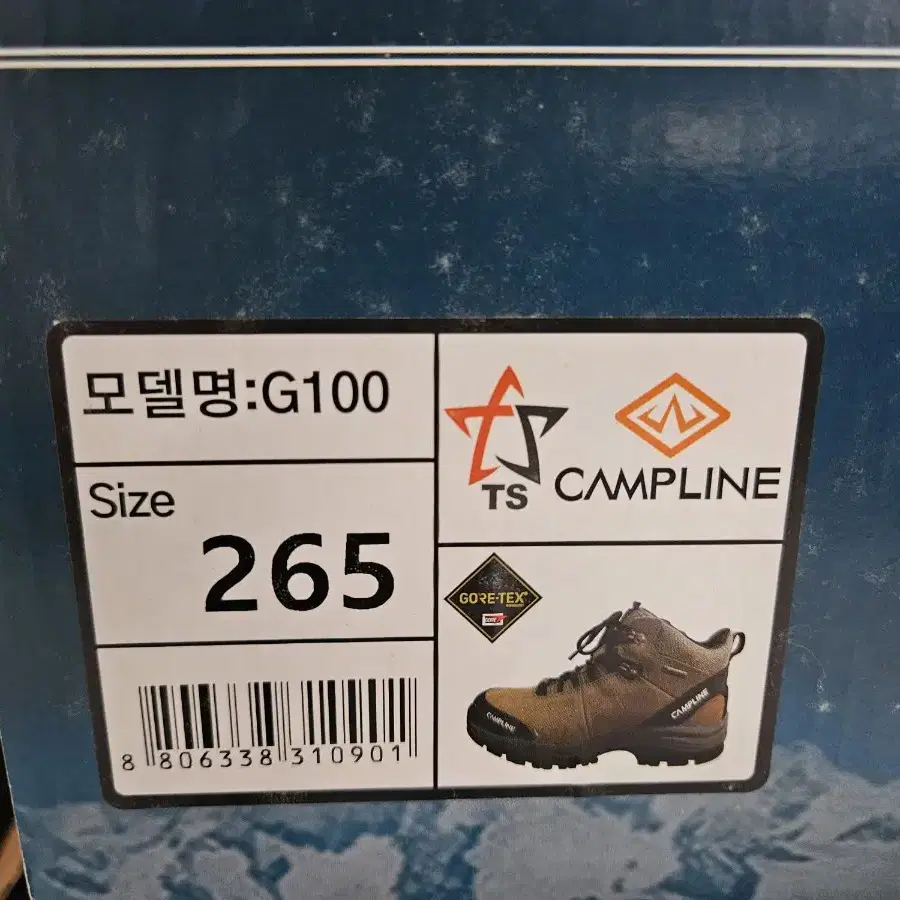 모델명:G100
Size
265
8 806338 310901
TS
CAMPLINE
GORE-TEX
CAMPLINE
CAMPLINE